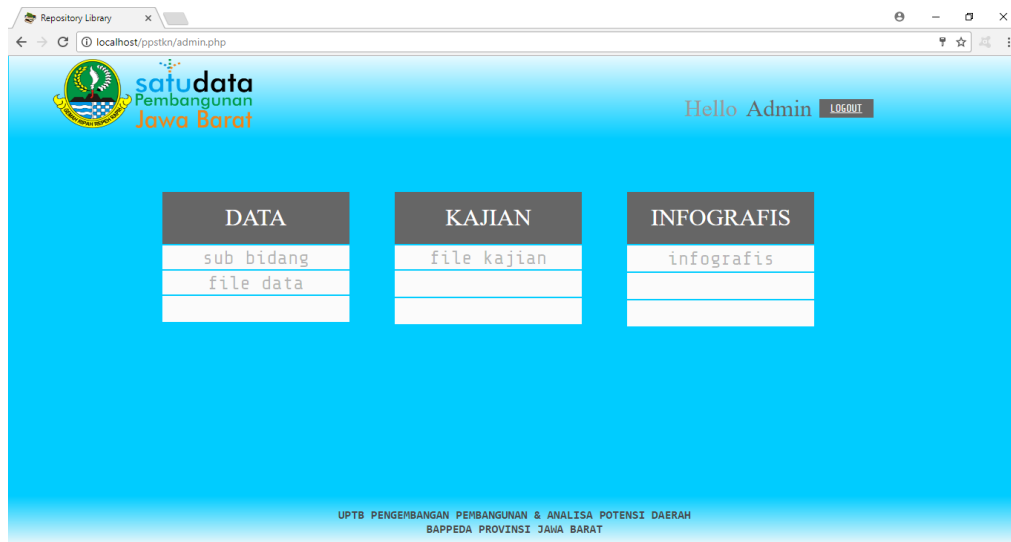 Repository Library
localhost/ppstkn/admin.php
satudata
Pembangunan
Jawa Barat
Hello Admin LOGOUT
DATA
sub bidang
file data
KAJIAN
file kajian
INFOGRAFIS
infografis
UPTB PENGEMBANGAN PEMBANGUNAN & ANALISA POTENSI DAERAH
BAPPEDA PROVINSI JAWA BARAT